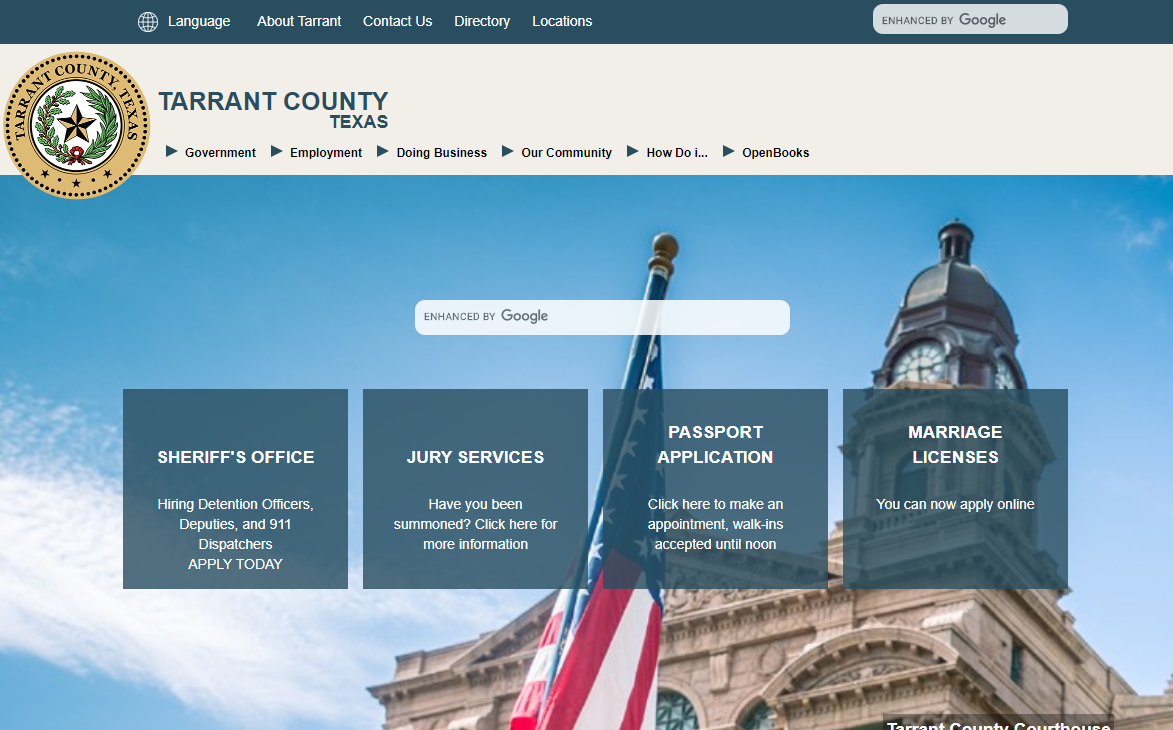 Language About Tarrant Contact Us Directory Locations
ENHANCED BY Google
TARRANT COUNTY, TEXAS
TARRANT COUNTY
TEXAS
Government Employment Doing Business Our Community How Do i... OpenBooks
ENHANCED BY Google
SHERIFF'S OFFICE
Hiring Detention Officers,
Deputies, and 911
Dispatchers
APPLY TODAY
JURY SERVICES
Have you been
summoned? Click here for
more information
PASSPORT
APPLICATION
Click here to make an
appointment, walk-ins
accepted until noon
MARRIAGE
LICENSES
You can now apply online
Tarrant County Courthouse